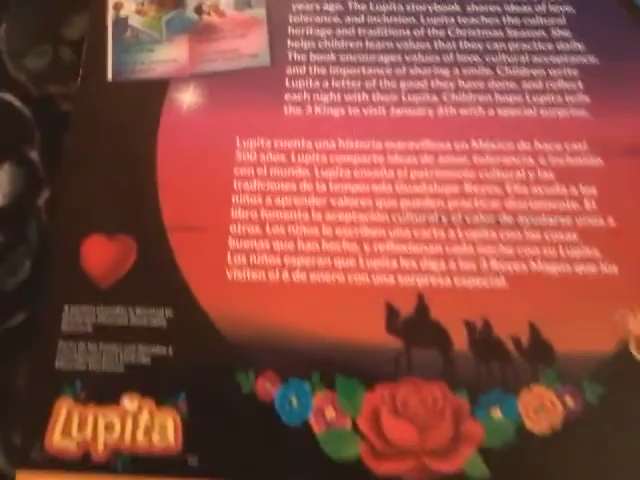 years ago. The Lupita storybook shares ideas of love,
tolerance, and inclusion. Lupita teaches the cultural
heritage and traditions of the Christmas Season. She
helps children learn values that they can practice daily.
The book encourages values of love, cultural acceptance,
and the importance of sharing a smile. Children write
Lupita a letter of the good they have done, and reflect
each night with their Lupita. Children hope Lupita tells
the 3 Kings to visit January 6th with a special surprise.
Lupita cuenta una historia maravillosa en México de hace casi
500 años. Lupita comparte ideas de amor, tolerancia, e inclusión
con el mundo. Lupita enseña el patrimonio cultural y las
tradiciones de la temporada Guadalupe-Reyes. Ella ayuda a los
niños a aprender valores que pueden practicar diariamente. El
libro fomenta la aceptación cultural y el valor de ayudarse unos a
otros. Los niños le escriben una carta a Lupita con las cosas
buenas que han hecho, y reflexionan cada noche con su Lupita.
Los niños esperan que Lupita les diga a los 3 Reyes Magos que los
visiten el 6 de enero con una sorpresa especial.
Lupita